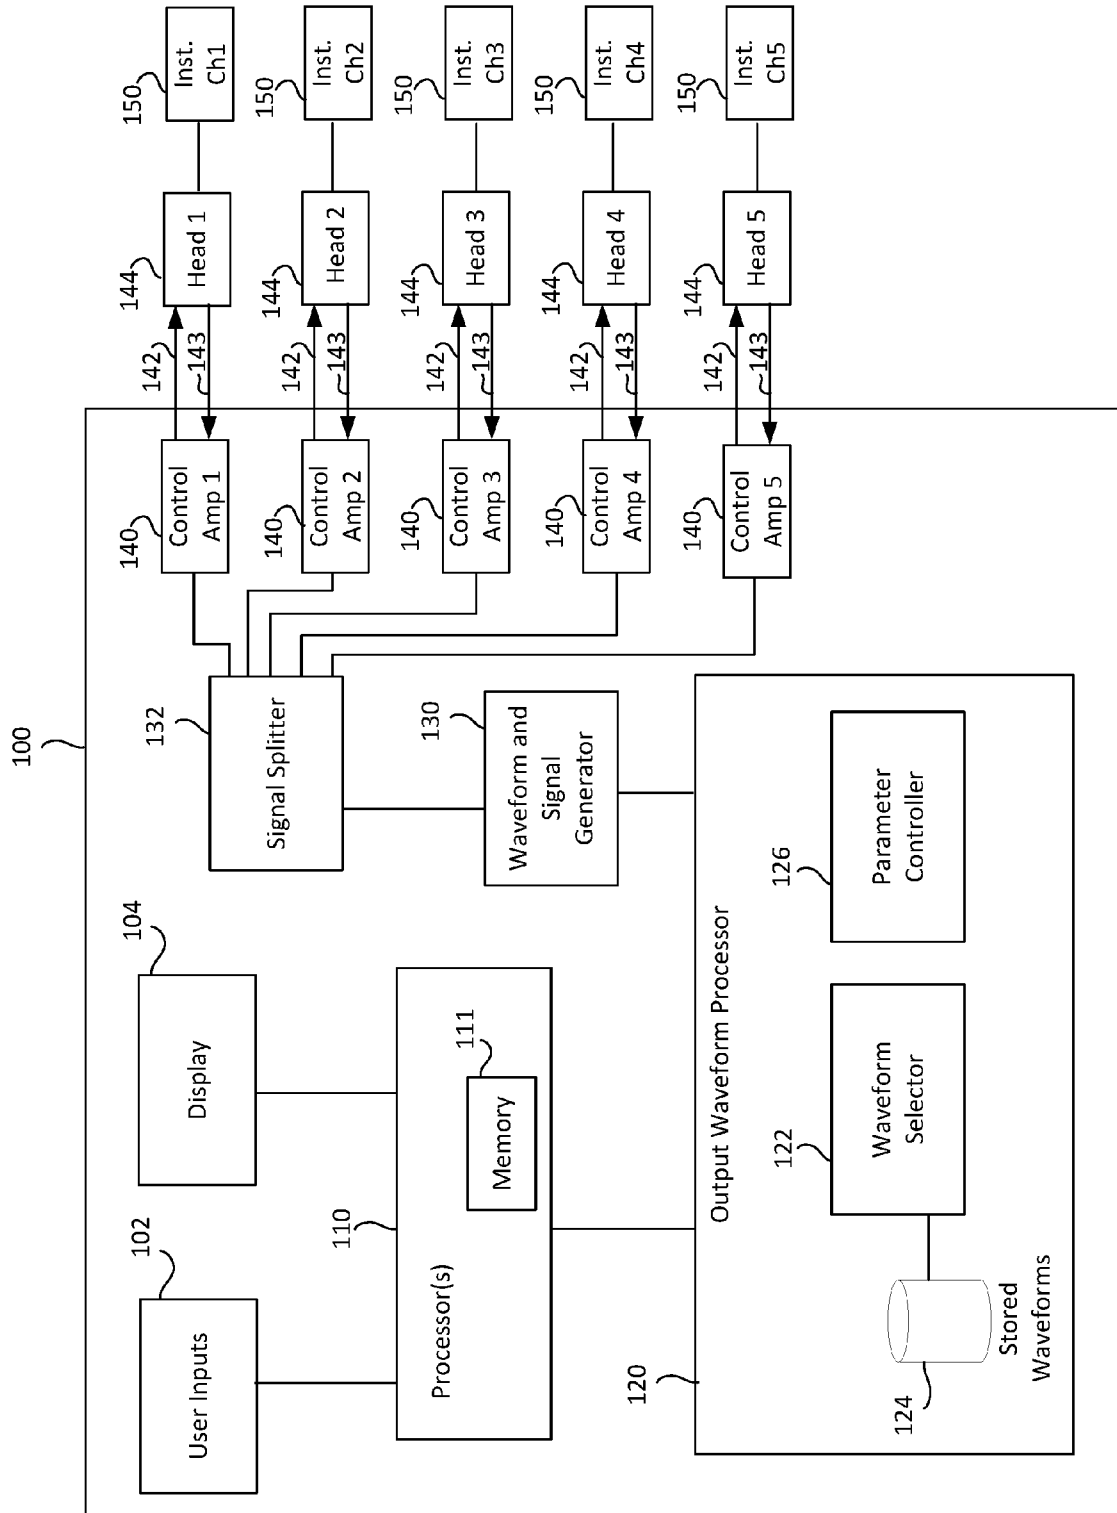 100
User Inputs
102
Display
104
Processor(s)
110
Memory
111
Output Waveform Processor
120
Waveform
Selector
122
Stored
Waveforms
124
Parameter
Controller
126
Waveform and
Signal
Generator
130
Signal Splitter
132
Control
Amp 1
140
142
143
Head 1
144
Inst.
Ch1
150
Control
Amp 2
140
142
143
Head 2
144
Inst.
Ch2
150
Control
Amp 3
140
142
143
Head 3
144
Inst.
Ch3
150
Control
Amp 4
140
142
143
Head 4
144
Inst.
Ch4
150
Control
Amp 5
140
142
143
Head 5
144
Inst.
Ch5
150